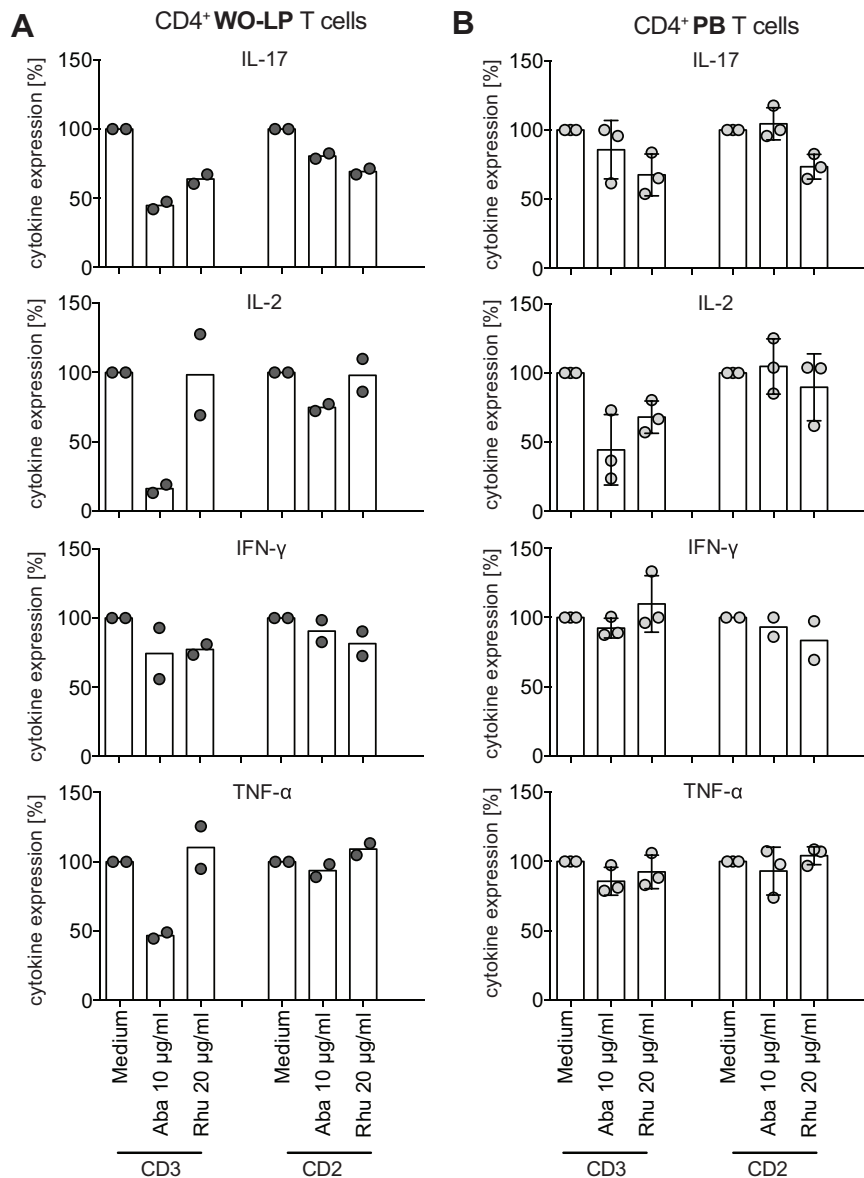 A
CD4⁺ WO-LP T cells
IL-17
cytokine expression [%]
150
100
50
0
IL-2
cytokine expression [%]
150
100
50
0
IFN-γ
cytokine expression [%]
150
100
50
0
TNF-α
cytokine expression [%]
150
100
50
0
Medium
Aba 10 µg/ml
Rhu 20 µg/ml
Medium
Aba 10 µg/ml
Rhu 20 µg/ml
CD3
CD2
B
CD4⁺ PB T cells
IL-17
cytokine expression [%]
150
100
50
0
IL-2
cytokine expression [%]
150
100
50
0
IFN-γ
cytokine expression [%]
150
100
50
0
TNF-α
cytokine expression [%]
150
100
50
0
Medium
Aba 10 µg/ml
Rhu 20 µg/ml
Medium
Aba 10 µg/ml
Rhu 20 µg/ml
CD3
CD2